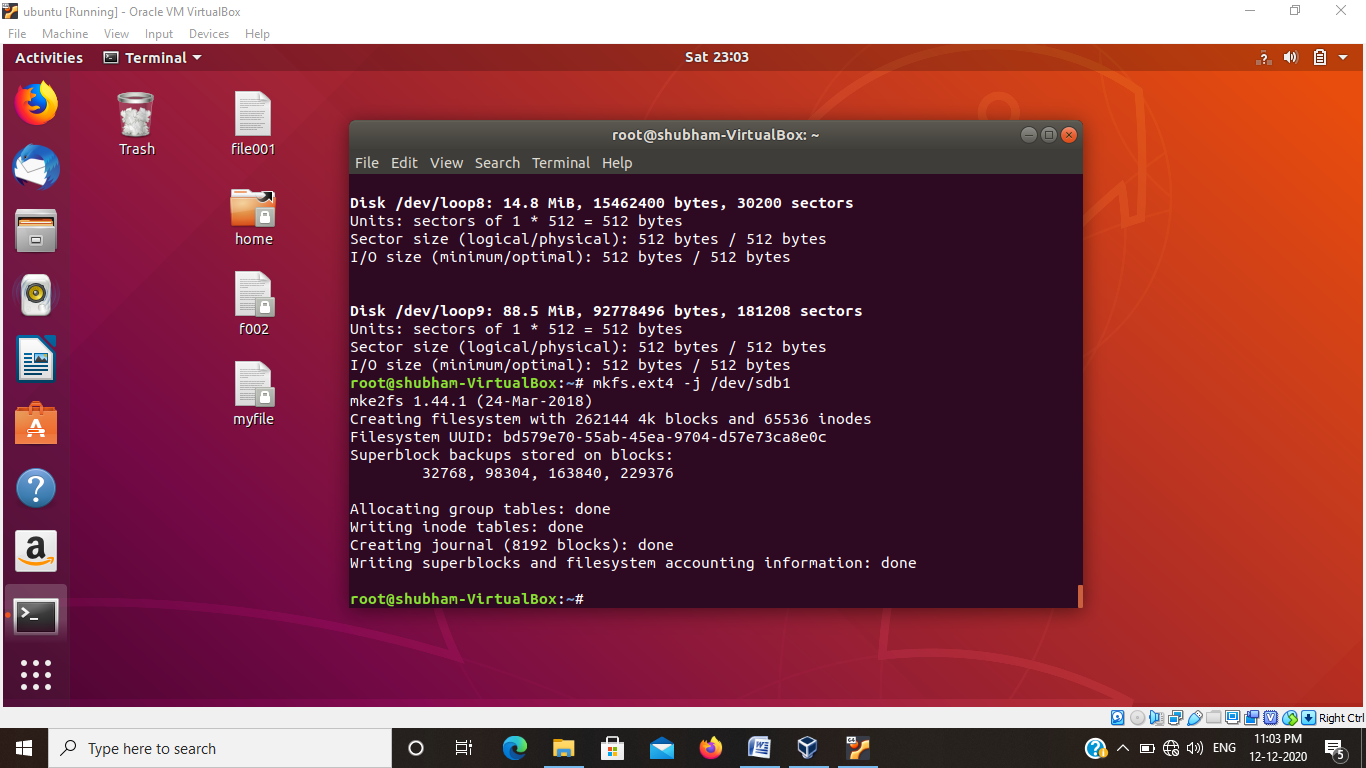 ubuntu [Running] - Oracle VM VirtualBox
File Machine View Input Devices Help
Activities Terminal Sat 23:03
Trash
file001
home
f002
myfile
root@shubham-VirtualBox: ~
File Edit View Search Terminal Help
Disk /dev/loop8: 14.8 MiB, 15462400 bytes, 30200 sectors
Units: sectors of 1 * 512 = 512 bytes
Sector size (logical/physical): 512 bytes / 512 bytes
I/O size (minimum/optimal): 512 bytes / 512 bytes
Disk /dev/loop9: 88.5 MiB, 92778496 bytes, 181208 sectors
Units: sectors of 1 * 512 = 512 bytes
Sector size (logical/physical): 512 bytes / 512 bytes
I/O size (minimum/optimal): 512 bytes / 512 bytes
root@shubham-VirtualBox:~# mkfs.ext4 -j /dev/sdb1
mke2fs 1.44.1 (24-Mar-2018)
Creating filesystem with 262144 4k blocks and 65536 inodes
Filesystem UUID: bd579e70-55ab-45ea-9704-d57e73ca8e0c
Superblock backups stored on blocks:
32768, 98304, 163840, 229376
Allocating group tables: done
Writing inode tables: done
Creating journal (8192 blocks): done
Writing superblocks and filesystem accounting information: done
root@shubham-VirtualBox:~#
Right Ctrl
Type here to search
ENG
11:03 PM
12-12-2020
5